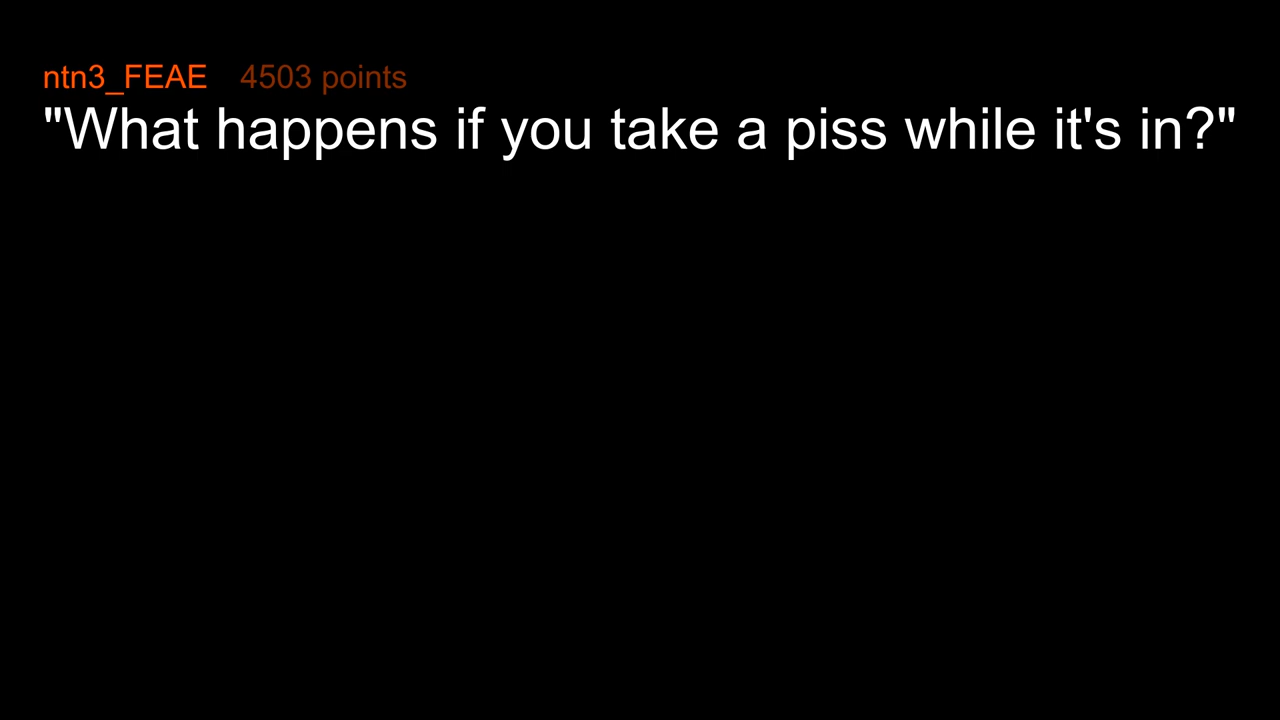 ntn3_FEAE 4503 points
"What happens if you take a piss while it's in?"